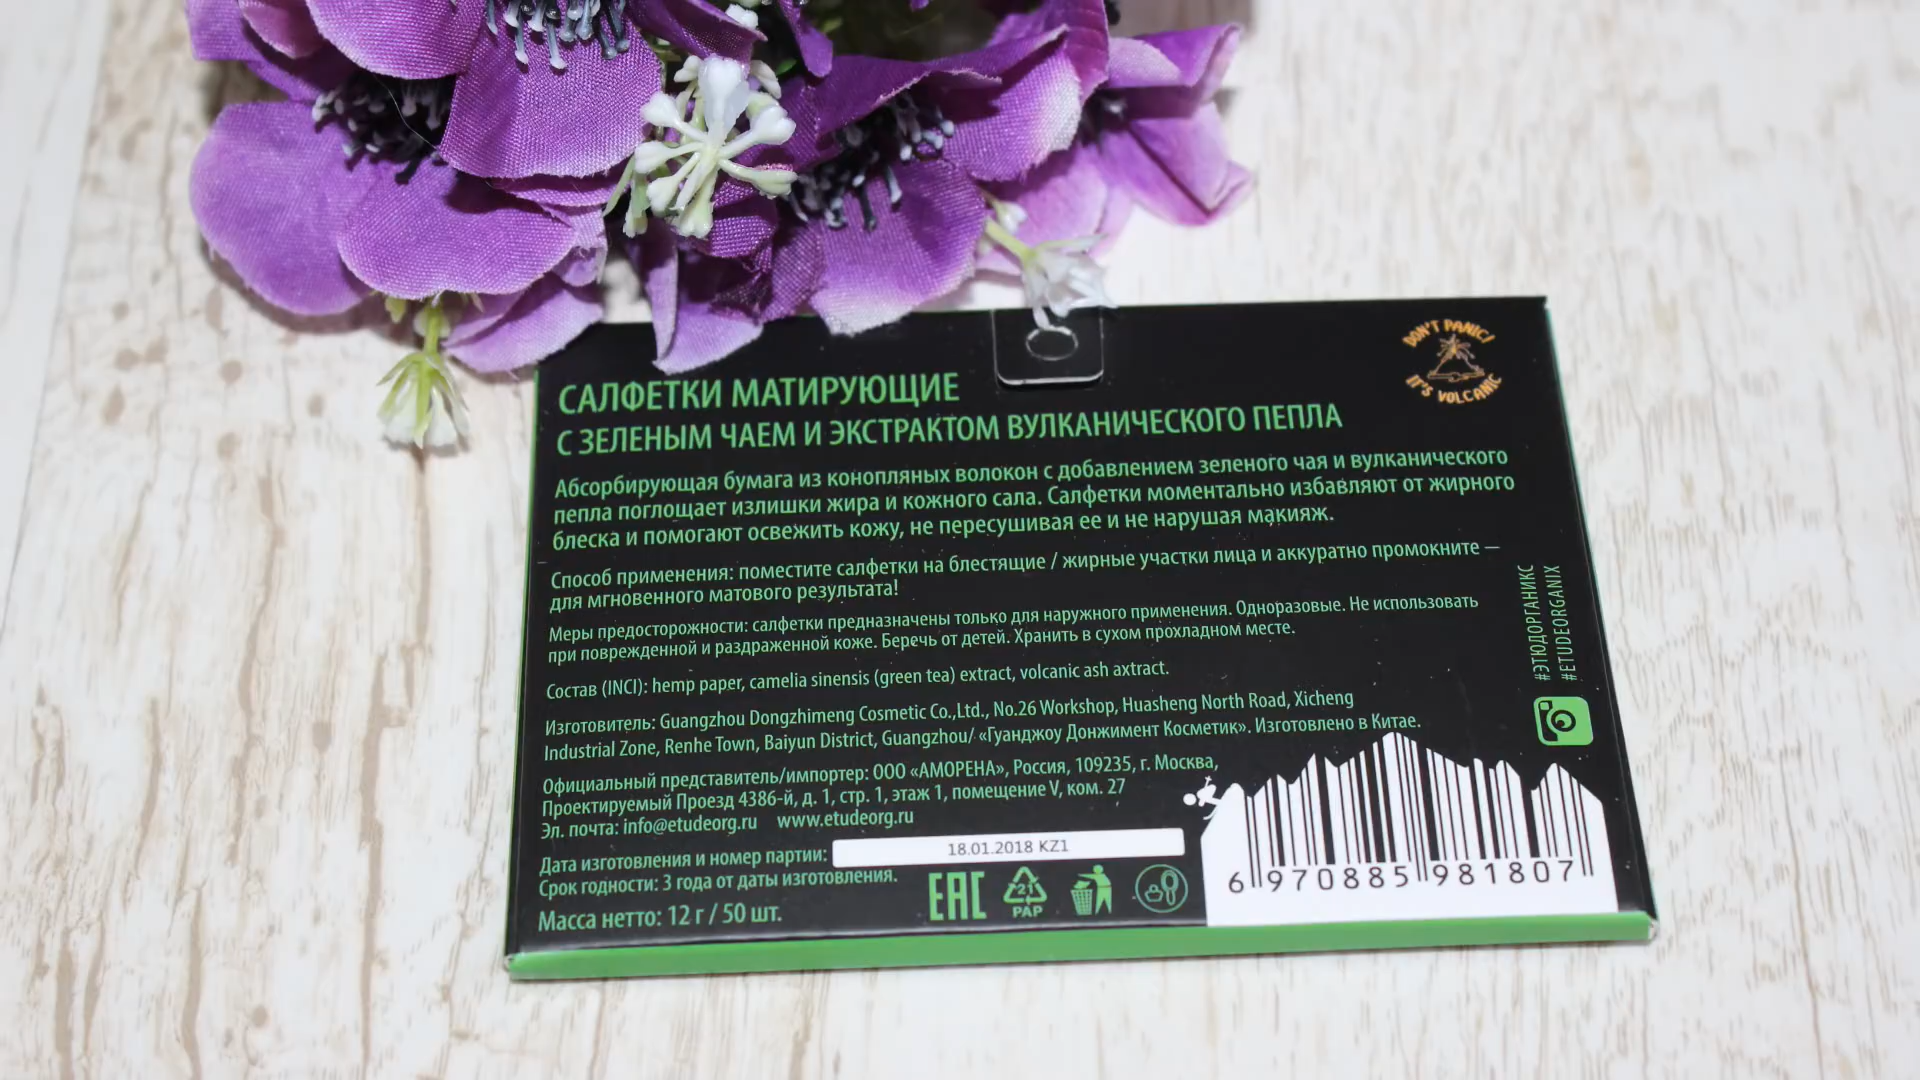 DON'T PANIC!
IT'S VOLCANIC
САЛФЕТКИ МАТИРУЮЩИЕ
С ЗЕЛЕНЫМ ЧАЕМ И ЭКСТРАКТОМ ВУЛКАНИЧЕСКОГО ПЕПЛА
Абсорбирующая бумага из конопляных волокон с добавлением зеленого чая и вулканического
пепла поглощает излишки жира и кожного сала. Салфетки моментально избавляют от жирного
блеска и помогают освежить кожу, не пересушивая ее и не нарушая макияж.
Способ применения: поместите салфетки на блестящие / жирные участки лица и аккуратно промокните —
для мгновенного матового результата!
Меры предосторожности: салфетки предназначены только для наружного применения. Одноразовые. Не использовать
при поврежденной и раздраженной коже. Беречь от детей. Хранить в сухом прохладном месте.
Состав (INCI): hemp paper, camelia sinensis (green tea) extract, volcanic ash axtract.
Изготовитель: Guangzhou Dongzhimeng Cosmetic Co.,Ltd., No.26 Workshop, Huasheng North Road, Xicheng
Industrial Zone, Renhe Town, Baiyun District, Guangzhou/ «Гуанджоу Донжимент Косметик». Изготовлено в Китае.
Официальный представитель/импортер: ООО «АМОРЕНА», Россия, 109235, г. Москва,
Проектируемый Проезд 4386-й, д. 1, стр. 1, этаж 1, помещение V, ком. 27
Эл. почта: info@etudeorg.ru www.etudeorg.ru
Дата изготовления и номер партии: 18.01.2018 KZ1
Срок годности: 3 года от даты изготовления.
Масса нетто: 12 г / 50 шт.
EAC
21
PAP
6 970885 981807
#ЭТЮДОРГАНИКС
#ETUDEORGANIX